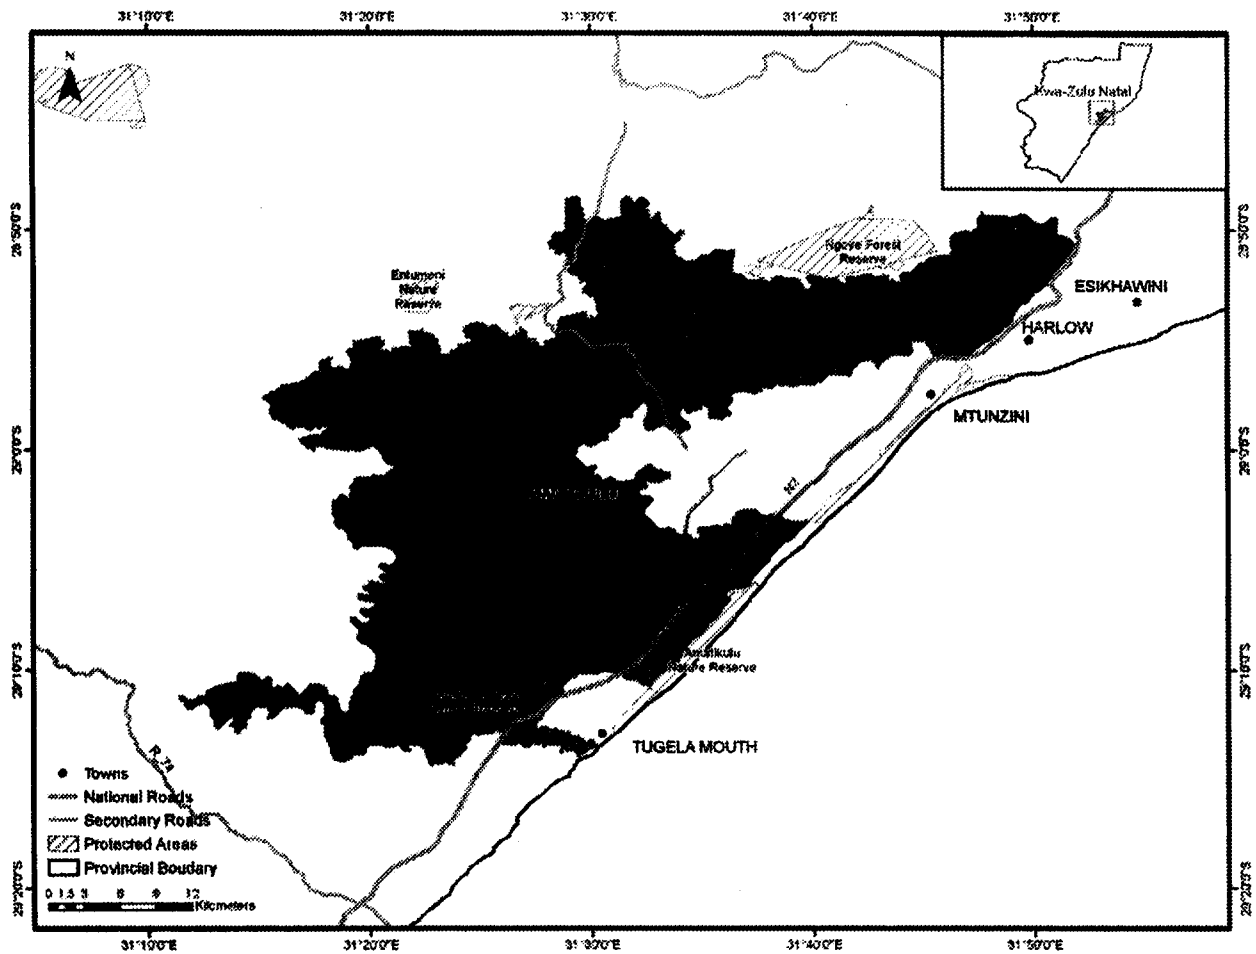 31°10'0"E 31°20'0"E 31°30'0"E 31°40'0"E 31°50'0"E
N
Kwa-Zulu Natal
28°50'0"S 28°50'0"S
Ngoye Forest
Reserve
Entumeni
Nature
Reserve
ESIKHAWINI
HARLOW
MTUNZINI
29°0'0"S 29°0'0"S
N2
Amatikulu
Nature Reserve
29°10'0"S 29°10'0"S
TUGELA MOUTH
R 74
Towns
National Roads
Secondary Roads
Protected Areas
Provincial Boudary
0 1.5 3 6 9 12
Kilometers
29°20'0"S 29°20'0"S
31°10'0"E 31°20'0"E 31°30'0"E 31°40'0"E 31°50'0"E